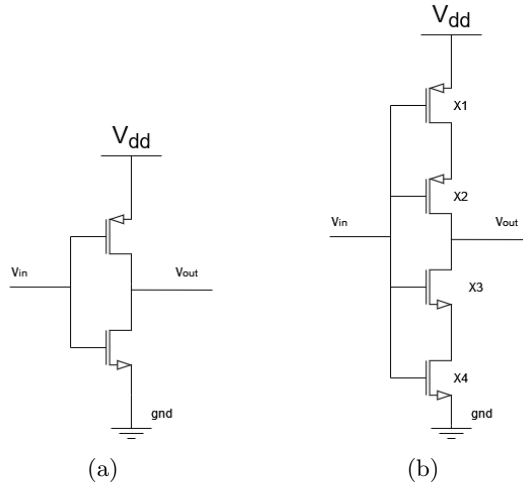 Vdd
Vin
Vout
gnd
(a)
Vdd
X1
X2
Vin
Vout
X3
X4
gnd
(b)